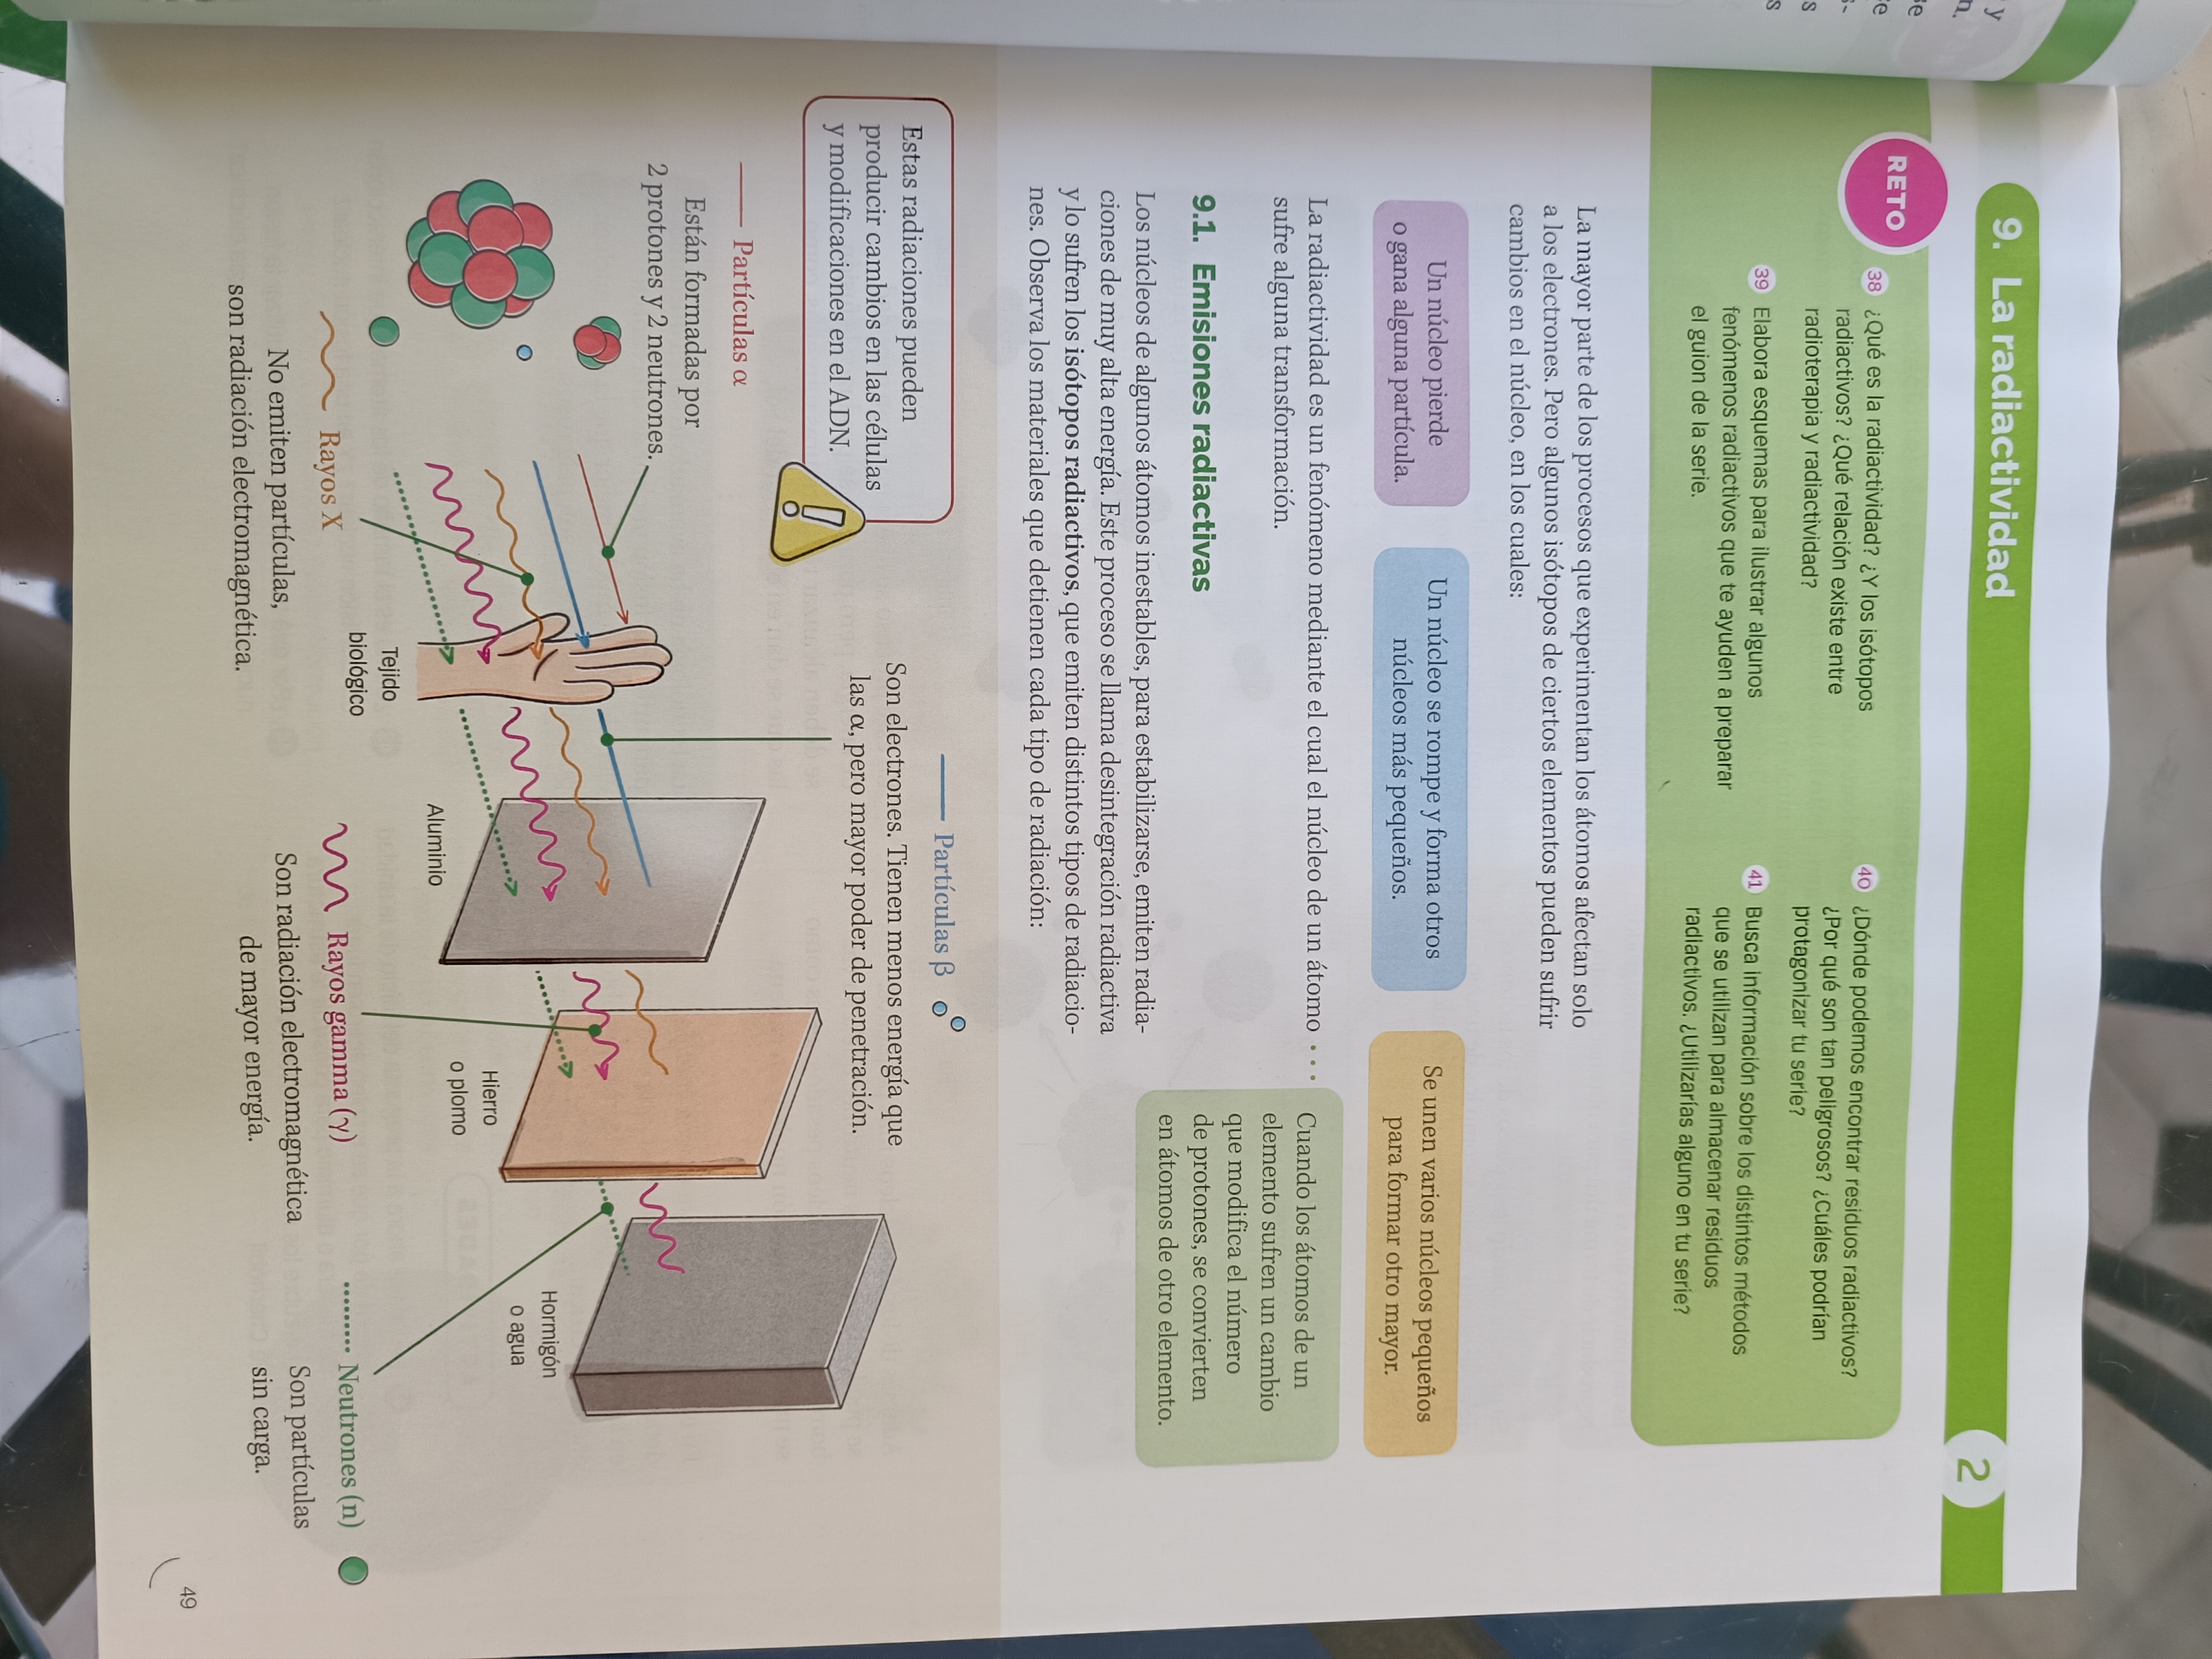 y
n.
s
s
9. La radiactividad
2
RETO
38 ¿Qué es la radiactividad? ¿Y los isótopos
radiactivos? ¿Qué relación existe entre
radioterapia y radiactividad?
39 Elabora esquemas para ilustrar algunos
fenómenos radiactivos que te ayuden a preparar
el guion de la serie.
40 ¿Dónde podemos encontrar residuos radiactivos?
¿Por qué son tan peligrosos? ¿Cuáles podrían
protagonizar tu serie?
41 Busca información sobre los distintos métodos
que se utilizan para almacenar residuos
radiactivos. ¿Utilizarías alguno en tu serie?
La mayor parte de los procesos que experimentan los átomos afectan solo
a los electrones. Pero algunos isótopos de ciertos elementos pueden sufrir
cambios en el núcleo, en los cuales:
Un núcleo pierde
o gana alguna partícula.
Un núcleo se rompe y forma otros
núcleos más pequeños.
Se unen varios núcleos pequeños
para formar otro mayor.
La radiactividad es un fenómeno mediante el cual el núcleo de un átomo
sufre alguna transformación.
Cuando los átomos de un
elemento sufren un cambio
que modifica el número
de protones, se convierten
en átomos de otro elemento.
9.1. Emisiones radiactivas
Los núcleos de algunos átomos inestables, para estabilizarse, emiten radia-
ciones de muy alta energía. Este proceso se llama desintegración radiactiva
y lo sufren los isótopos radiactivos, que emiten distintos tipos de radiacio-
nes. Observa los materiales que detienen cada tipo de radiación:
Estas radiaciones pueden
producir cambios en las células
y modificaciones en el ADN.
!
Partículas β
Son electrones. Tienen menos energía que
las α, pero mayor poder de penetración.
Partículas α
Están formadas por
2 protones y 2 neutrones.
Tejido
biológico
Aluminio
Hierro
o plomo
Hormigón
o agua
Rayos X
No emiten partículas,
son radiación electromagnética.
Rayos gamma (γ)
Son radiación electromagnética
de mayor energía.
Neutrones (n)
Son partículas
sin carga.
49